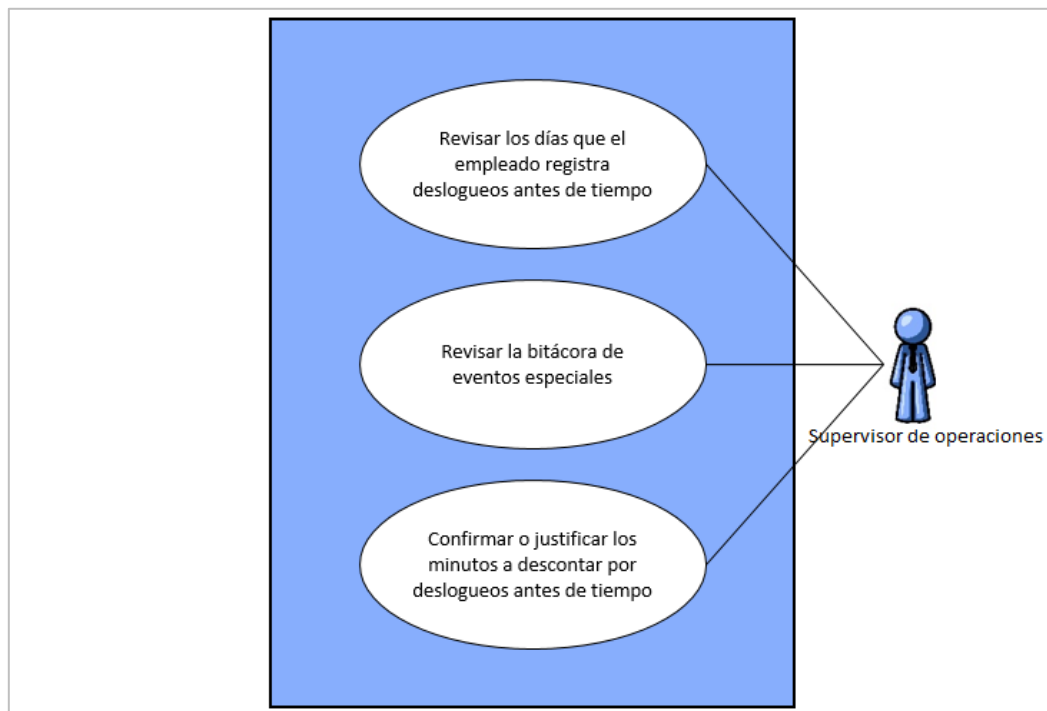 Revisar los días que el
empleado registra
deslogueos antes de tiempo
Revisar la bitácora de
eventos especiales
Supervisor de operaciones
Confirmar o justificar los
minutos a descontar por
deslogueos antes de tiempo